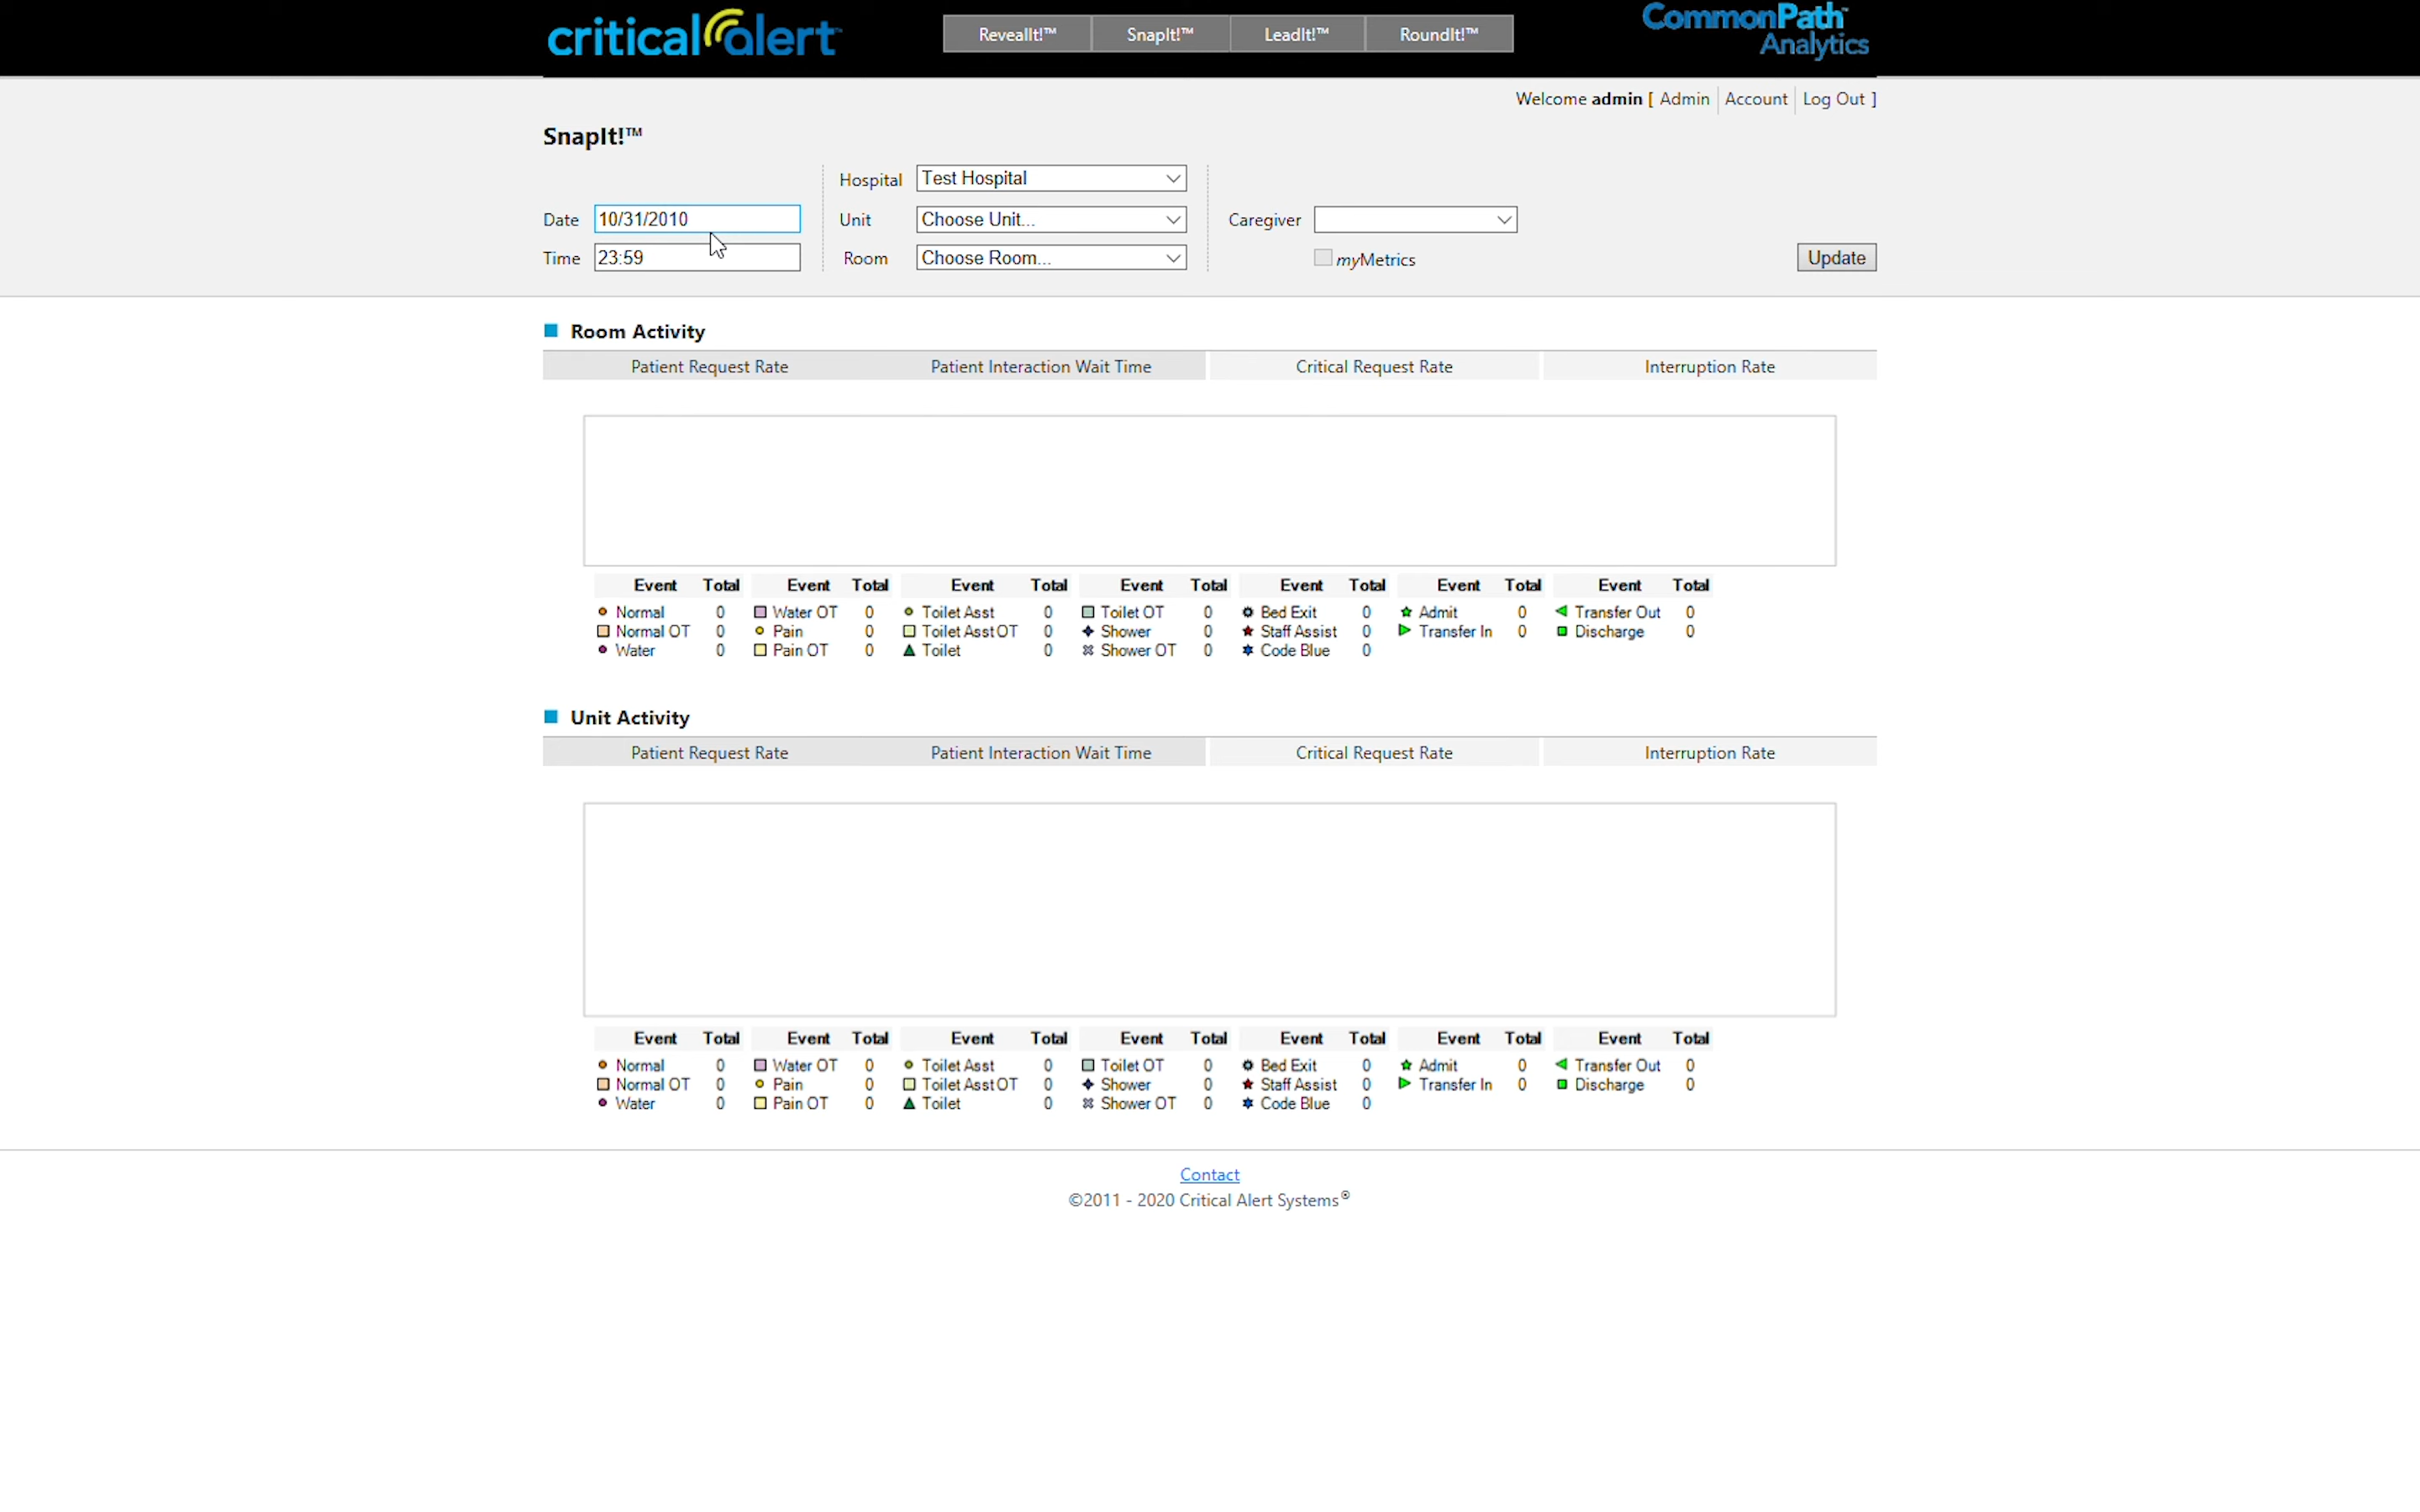 critical alert™
RevealIt!™ SnapIt!™ LeadIt!™ RoundIt!™
CommonPath™
Analytics
Welcome admin [ Admin Account Log Out ]
SnapIt!™
Hospital Test Hospital
Date 10/31/2010 Unit Choose Unit... Caregiver
Time 23:59 Room Choose Room... myMetrics Update
Room Activity
Patient Request Rate Patient Interaction Wait Time Critical Request Rate Interruption Rate
Event Total Event Total Event Total Event Total Event Total Event Total Event Total
Normal 0 Water OT 0 Toilet Asst 0 Toilet OT 0 Bed Exit 0 Admit 0 Transfer Out 0
Normal OT 0 Pain 0 Toilet Asst OT 0 Shower 0 Staff Assist 0 Transfer In 0 Discharge 0
Water 0 Pain OT 0 Toilet 0 Shower OT 0 Code Blue 0
Unit Activity
Patient Request Rate Patient Interaction Wait Time Critical Request Rate Interruption Rate
Event Total Event Total Event Total Event Total Event Total Event Total Event Total
Normal 0 Water OT 0 Toilet Asst 0 Toilet OT 0 Bed Exit 0 Admit 0 Transfer Out 0
Normal OT 0 Pain 0 Toilet Asst OT 0 Shower 0 Staff Assist 0 Transfer In 0 Discharge 0
Water 0 Pain OT 0 Toilet 0 Shower OT 0 Code Blue 0
Contact
©2011 - 2020 Critical Alert Systems®